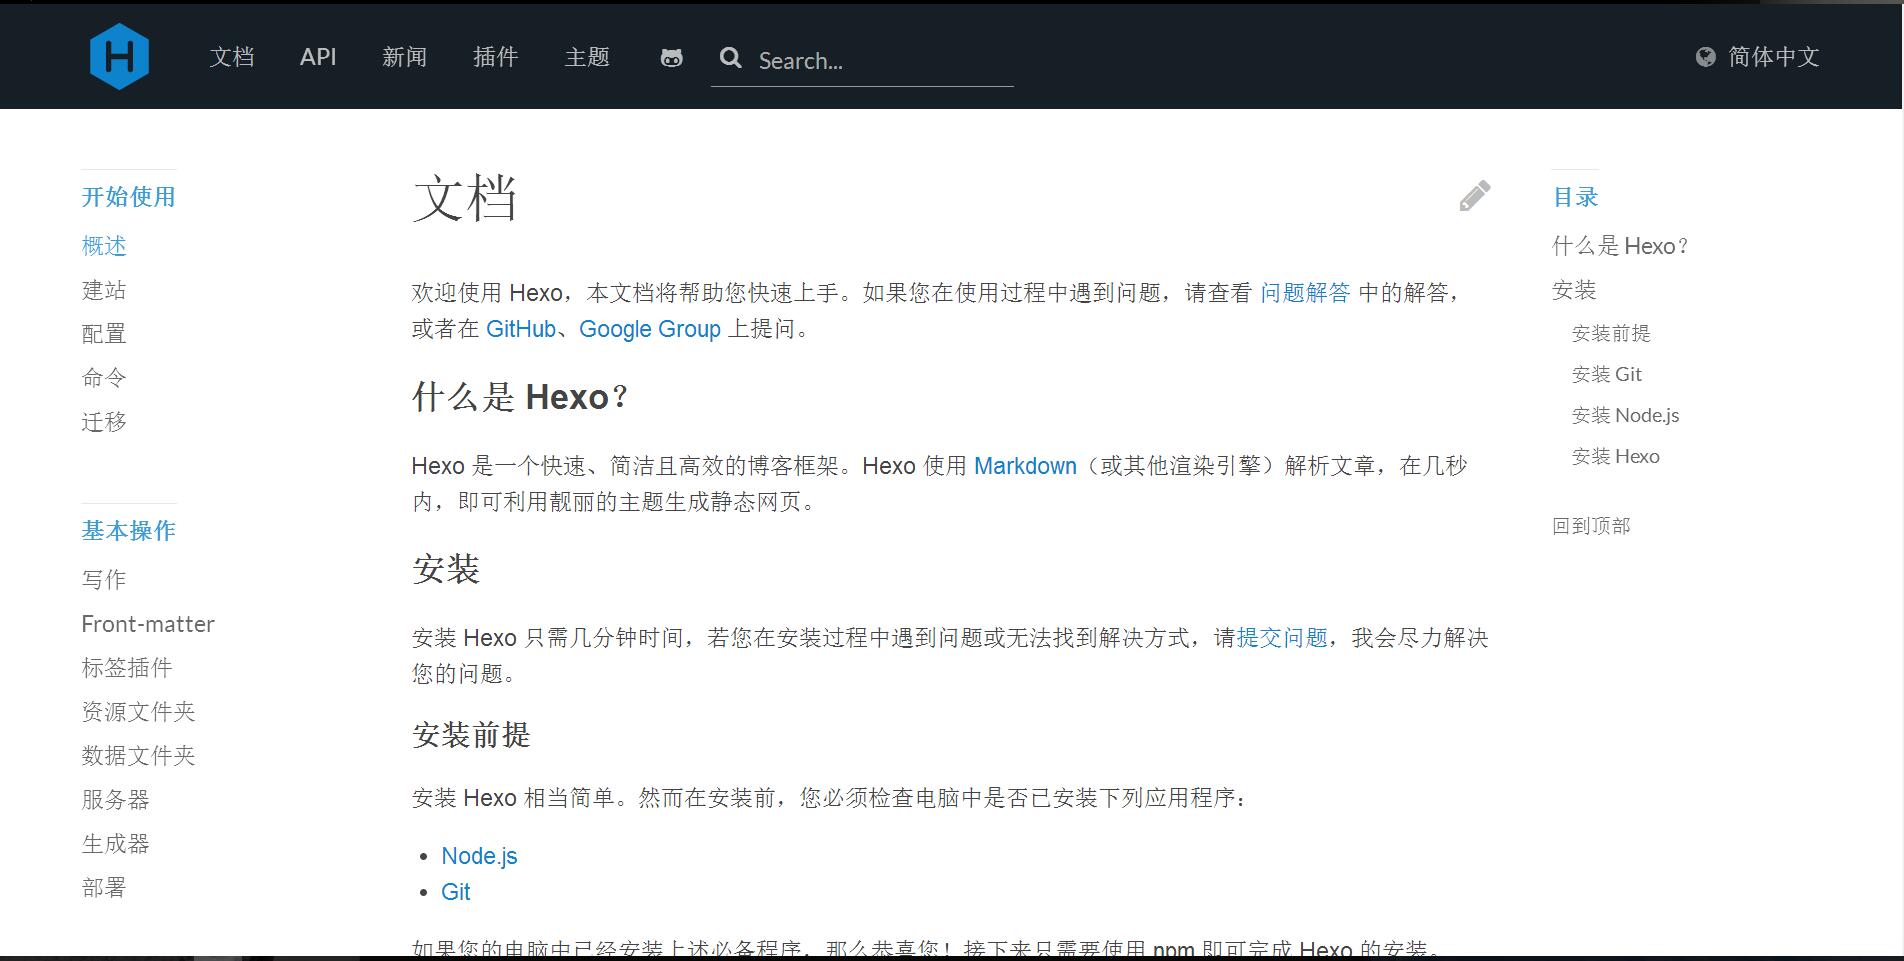 H
文档 API 新闻 插件 主题 Search... 简体中文
开始使用
概述
建站
配置
命令
迁移
基本操作
写作
Front-matter
标签插件
资源文件夹
数据文件夹
服务器
生成器
部署
文档
欢迎使用 Hexo，本文档将帮助您快速上手。如果您在使用过程中遇到问题，请查看 问题解答 中的解答，
或者在 GitHub、Google Group 上提问。
什么是 Hexo？
Hexo 是一个快速、简洁且高效的博客框架。Hexo 使用 Markdown（或其他渲染引擎）解析文章，在几秒
内，即可利用靓丽的主题生成静态网页。
安装
安装 Hexo 只需几分钟时间，若您在安装过程中遇到问题或无法找到解决方式，请提交问题，我会尽力解决
您的问题。
安装前提
安装 Hexo 相当简单。然而在安装前，您必须检查电脑中是否已安装下列应用程序：
• Node.js
• Git
如果您的电脑中已经安装上述必备程序，那么恭喜您！接下来只需要使用 npm 即可完成 Hexo 的安装。
目录
什么是 Hexo？
安装
安装前提
安装 Git
安装 Node.js
安装 Hexo
回到顶部